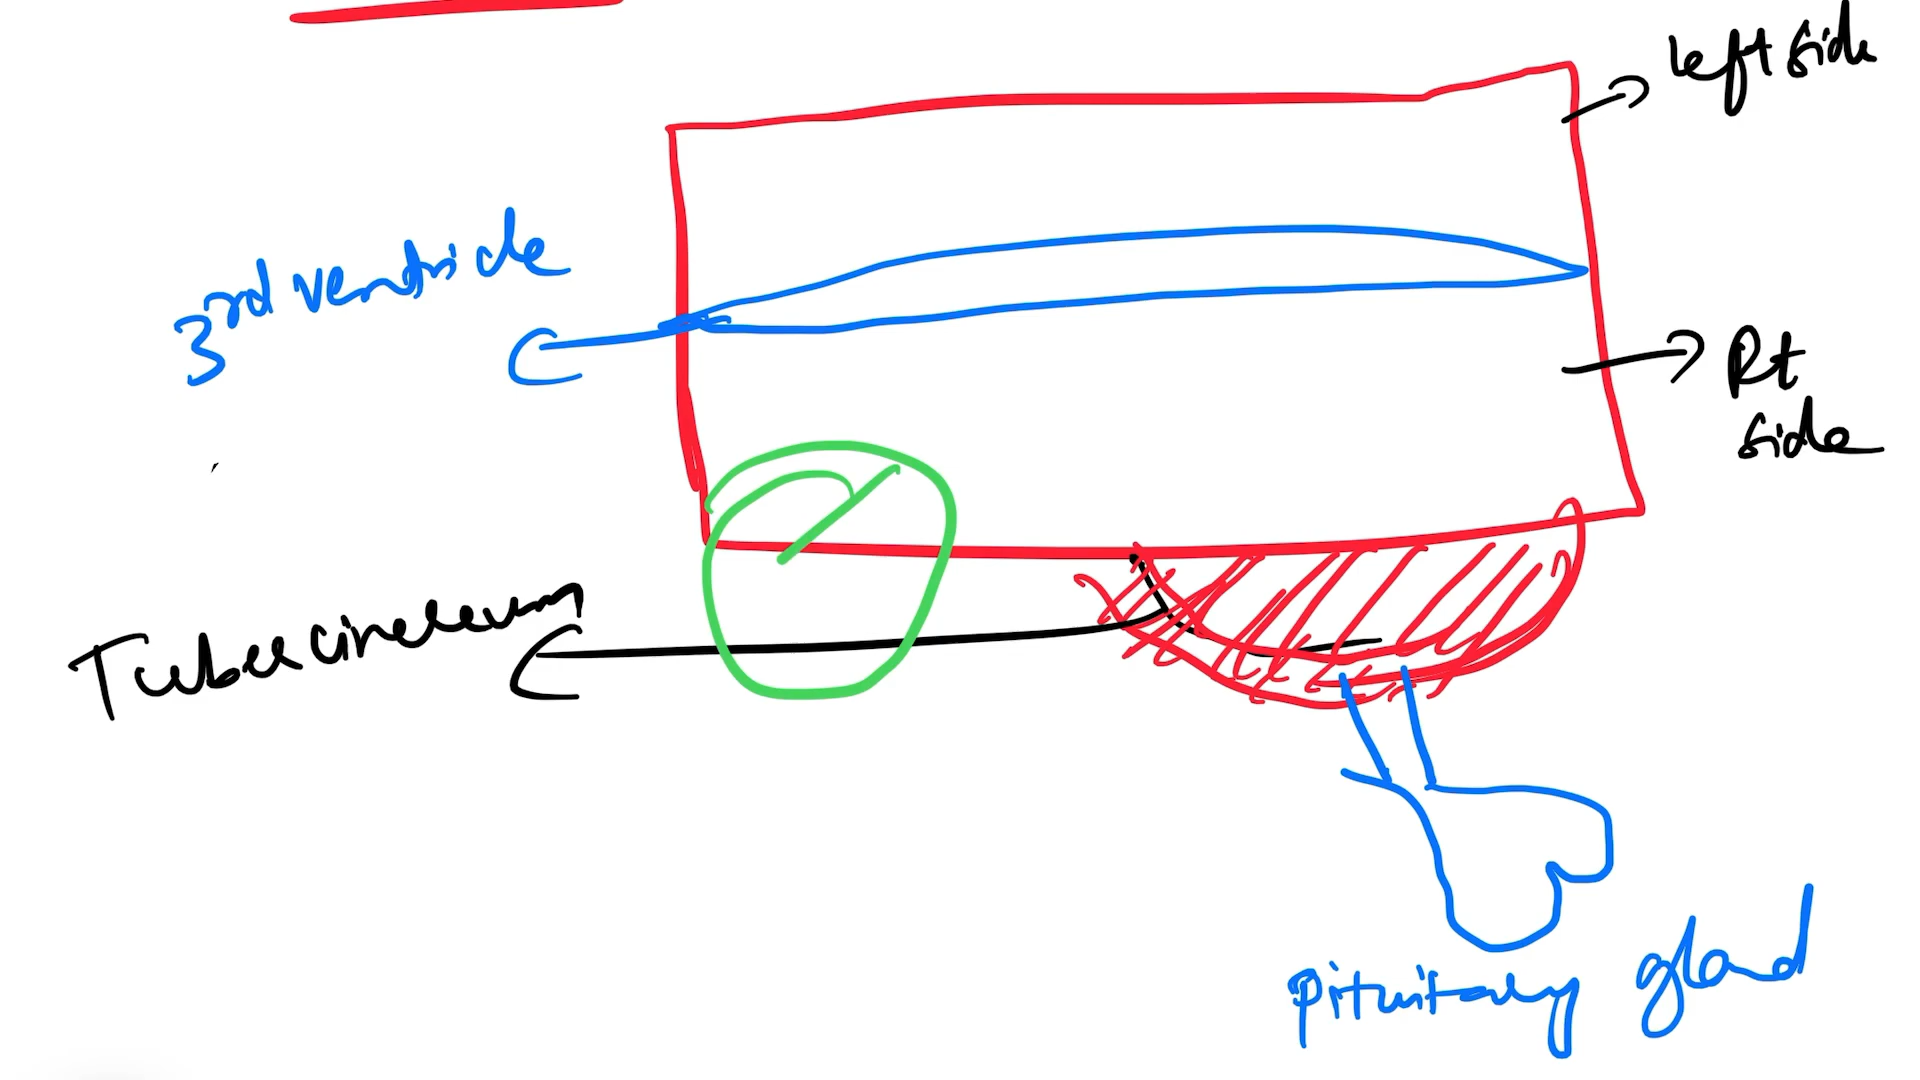 left side
3rd ventricle
Rt
side
Tuber cinereum
pituitary gland